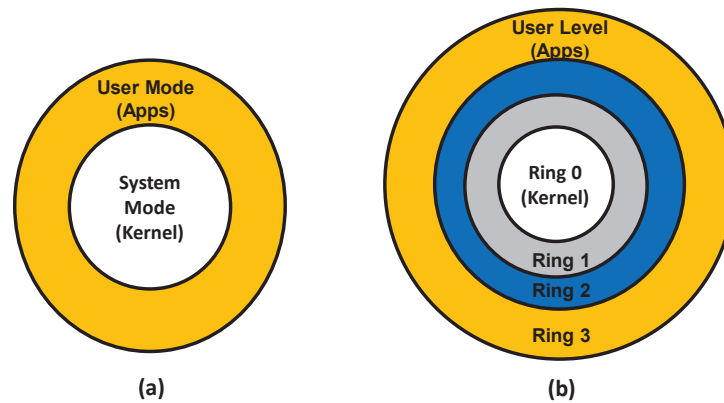 User Mode
(Apps)
System
Mode
(Kernel)
(a)
User Level
(Apps)
Ring 0
(Kernel)
Ring 1
Ring 2
Ring 3
(b)